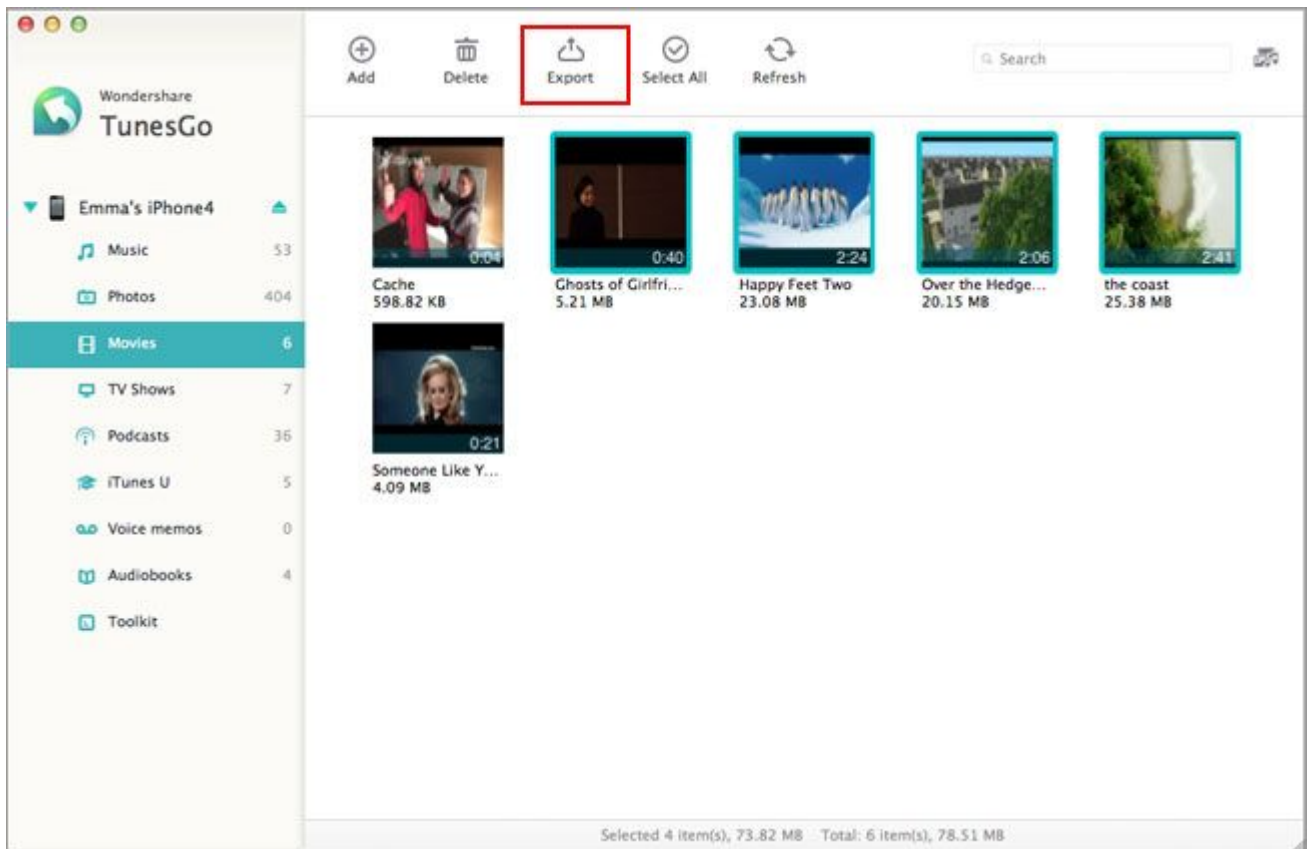 Wondershare
TunesGo
Emma's iPhone4
Music 53
Photos 404
Movies 6
TV Shows 7
Podcasts 36
iTunes U 5
Voice memos 0
Audiobooks 4
Toolkit
Add Delete Export Select All Refresh Search
0:04 0:40 2:24 2:06 2:41
Cache Ghosts of Girlfri... Happy Feet Two Over the Hedge... the coast
598.82 KB 5.21 MB 23.08 MB 20.15 MB 25.38 MB
0:21
Someone Like Y...
4.09 MB
Selected 4 item(s), 73.82 MB Total: 6 item(s), 78.51 MB